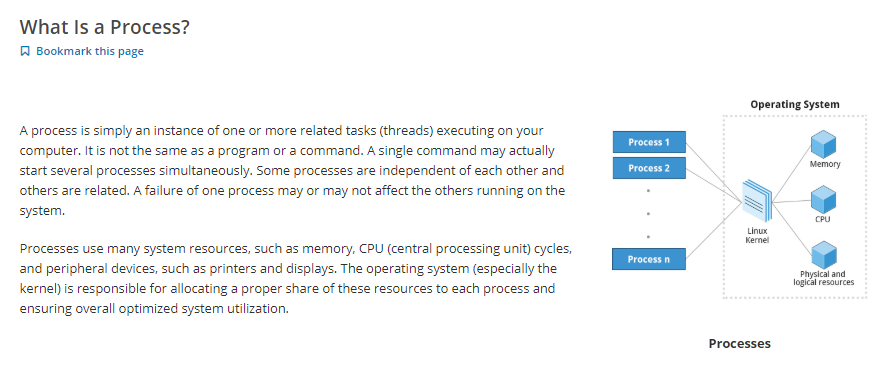 What Is a Process?
Bookmark this page
A process is simply an instance of one or more related tasks (threads) executing on your
computer. It is not the same as a program or a command. A single command may actually
start several processes simultaneously. Some processes are independent of each other and
others are related. A failure of one process may or may not affect the others running on the
system.
Processes use many system resources, such as memory, CPU (central processing unit) cycles,
and peripheral devices, such as printers and displays. The operating system (especially the
kernel) is responsible for allocating a proper share of these resources to each process and
ensuring overall optimized system utilization.
Operating System
Process 1
Process 2
Process n
Linux
Kernel
Memory
CPU
Physical and
logical resources
Processes